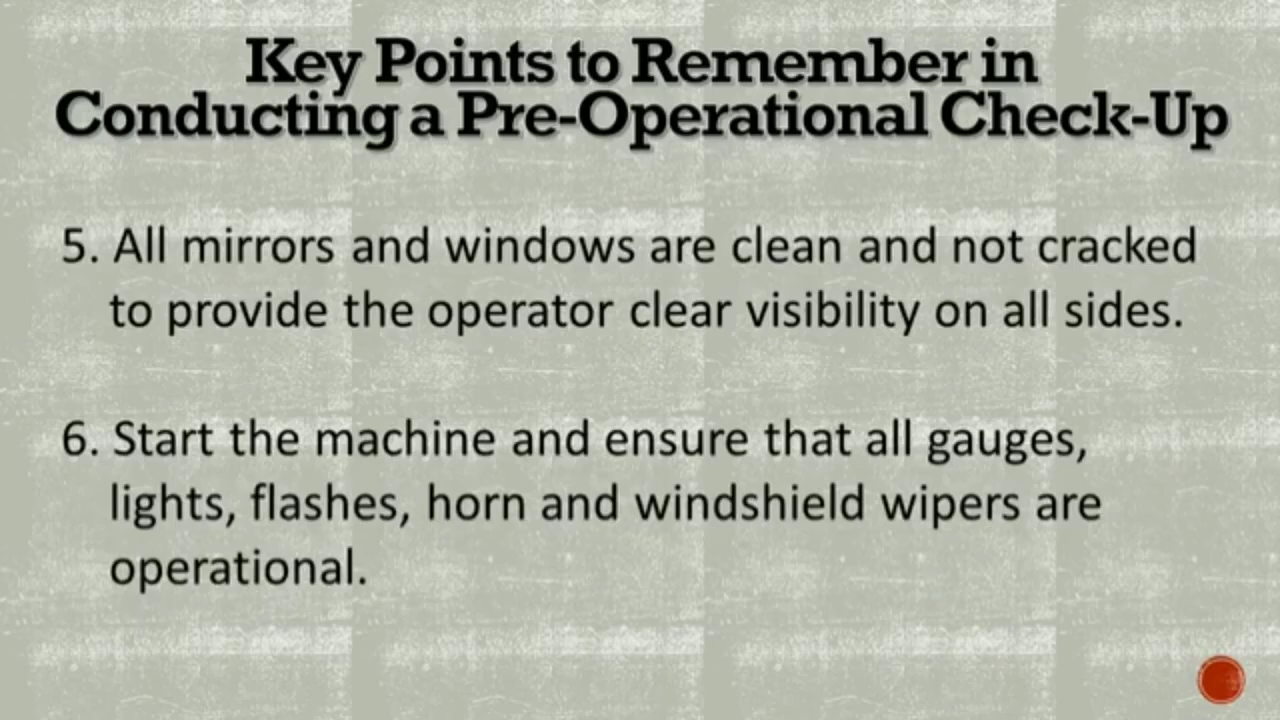 Key Points to Remember in
Conducting a Pre-Operational Check-Up
5. All mirrors and windows are clean and not cracked
to provide the operator clear visibility on all sides.
6. Start the machine and ensure that all gauges,
lights, flashes, horn and windshield wipers are
operational.